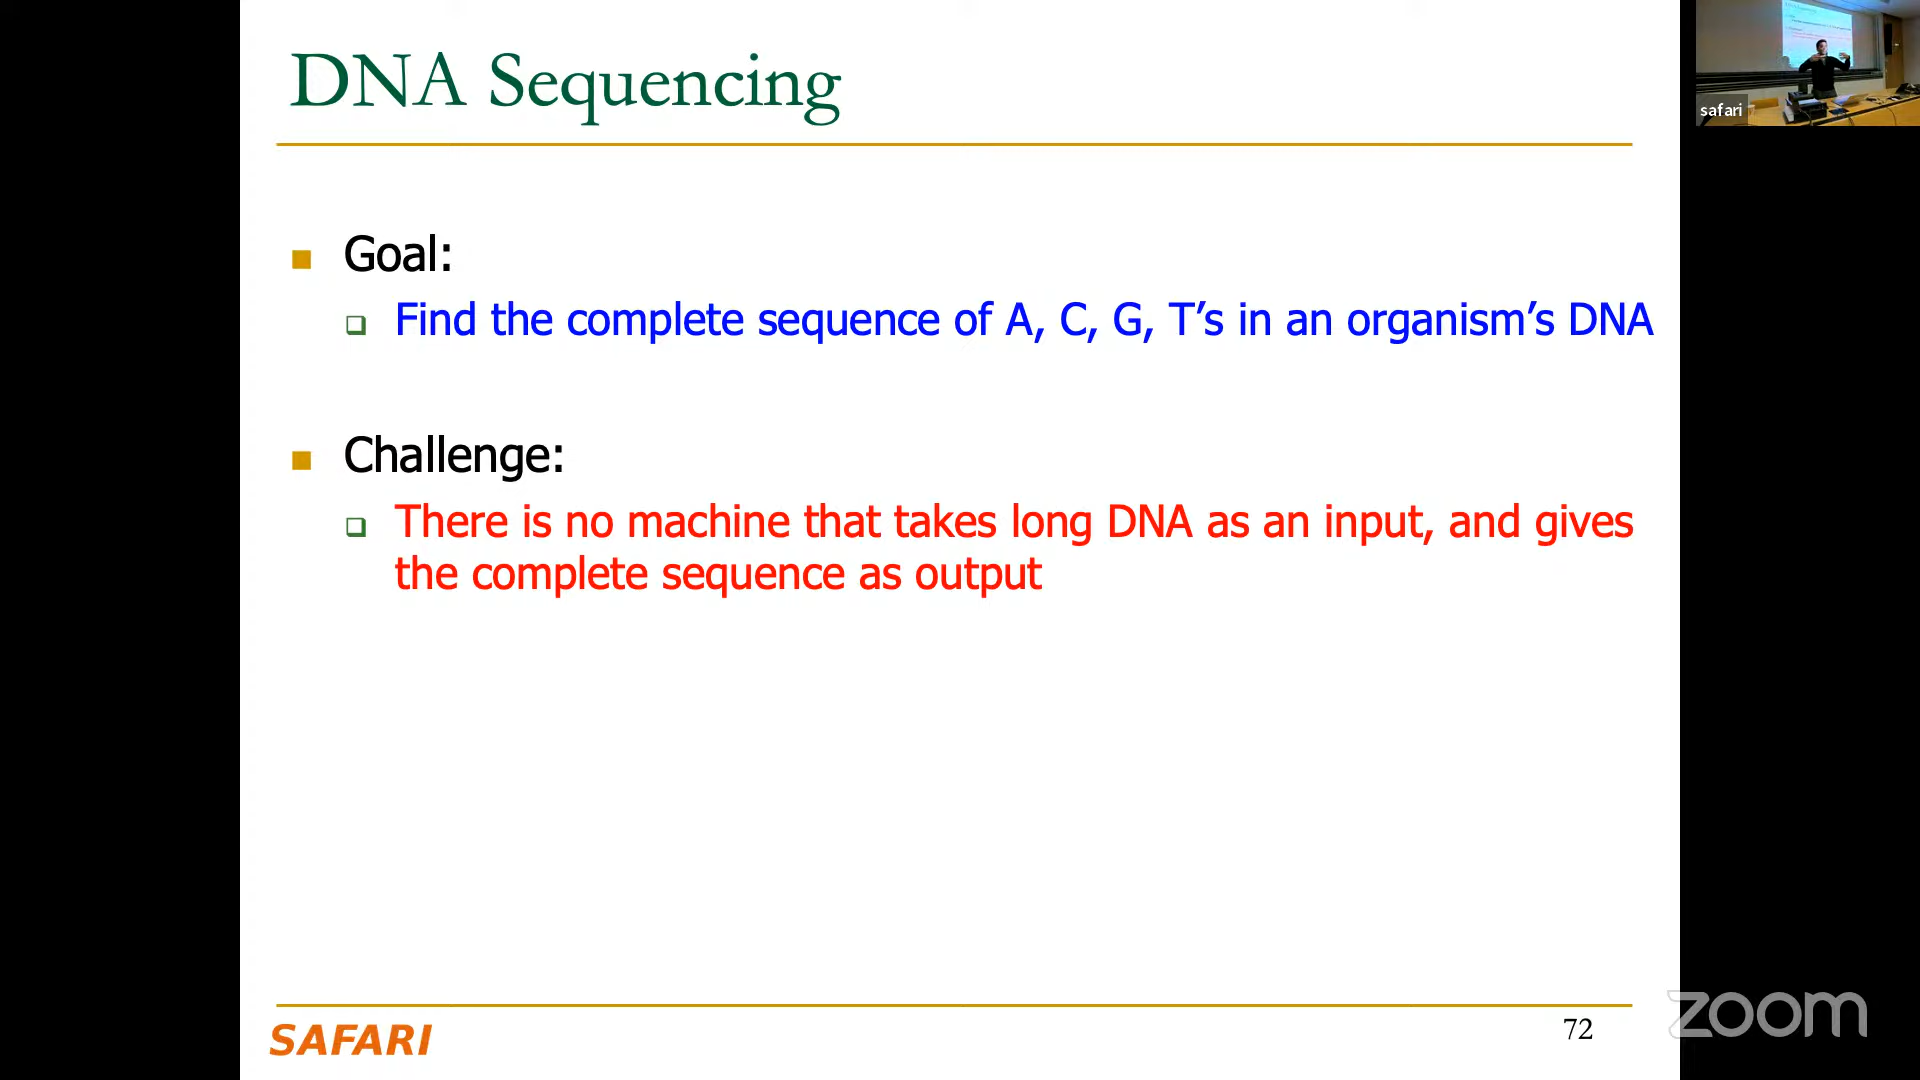 DNA Sequencing
Goal:
Find the complete sequence of A, C, G, T’s in an organism’s DNA
Challenge:
There is no machine that takes long DNA as an input, and gives
the complete sequence as output
SAFARI
72
safari
zoom